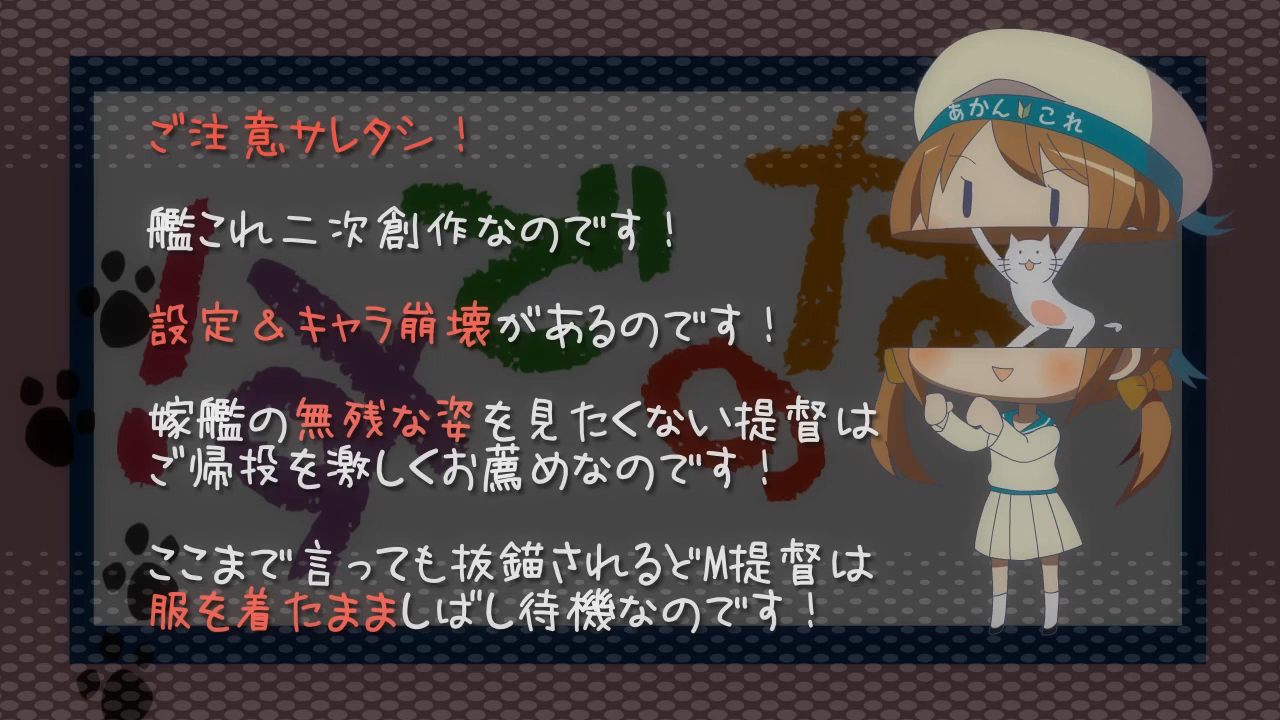 ご注意サレタシ！
艦これ二次創作なのです！
設定＆キャラ崩壊があるのです！
嫁艦の無残な姿を見たくない提督は
ご帰投を激しくお薦めなのです！
ここまで言っても抜錨されるどM提督は
服を着たまましばし待機なのです！
あかんこれ
なのです！